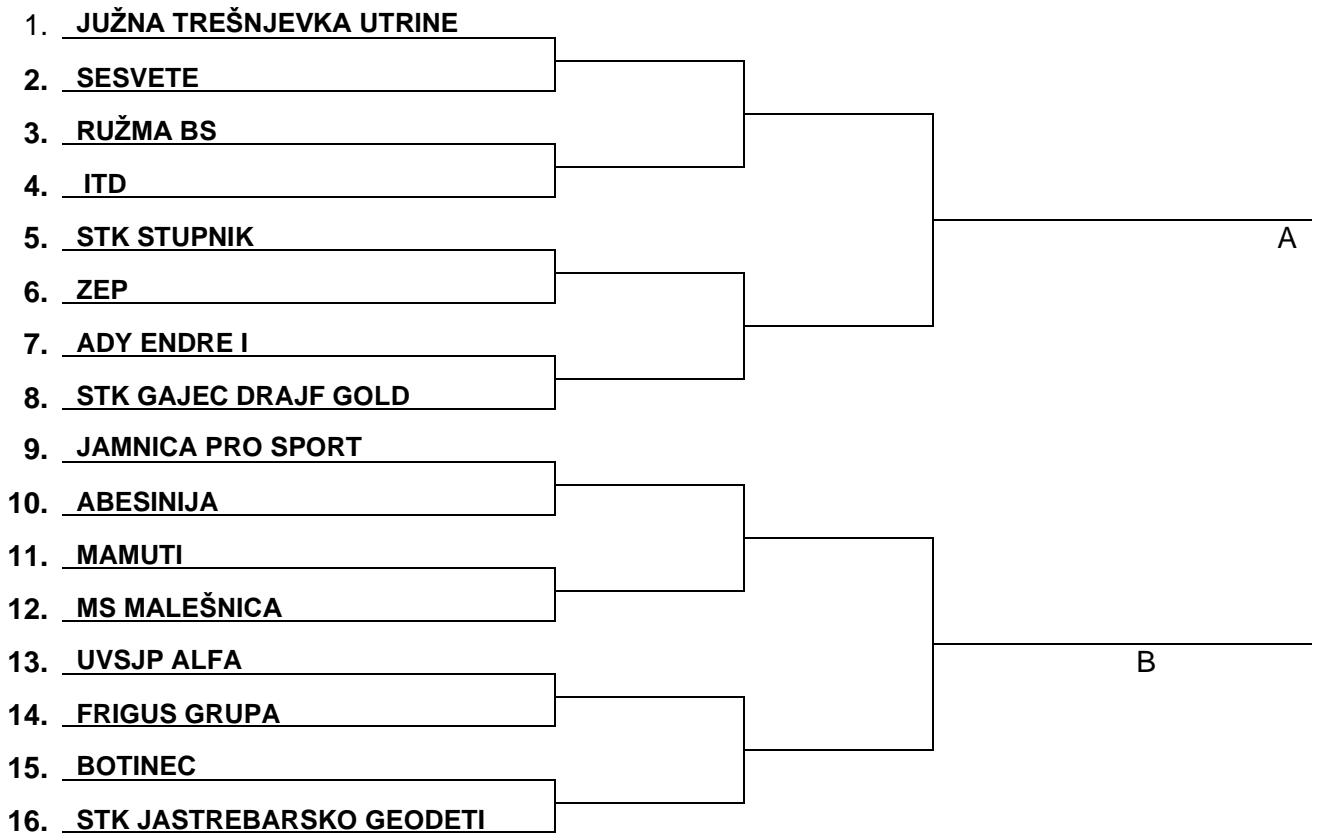 1. JUŽNA TREŠNJEVKA UTRINE
2. SESVETE
3. RUŽMA BS
4. ITD
5. STK STUPNIK
A
6. ZEP
7. ADY ENDRE I
8. STK GAJEC DRAJF GOLD
9. JAMNICA PRO SPORT
10. ABESINIJA
11. MAMUTI
12. MS MALEŠNICA
13. UVSJP ALFA
B
14. FRIGUS GRUPA
15. BOTINEC
16. STK JASTREBARSKO GEODETI